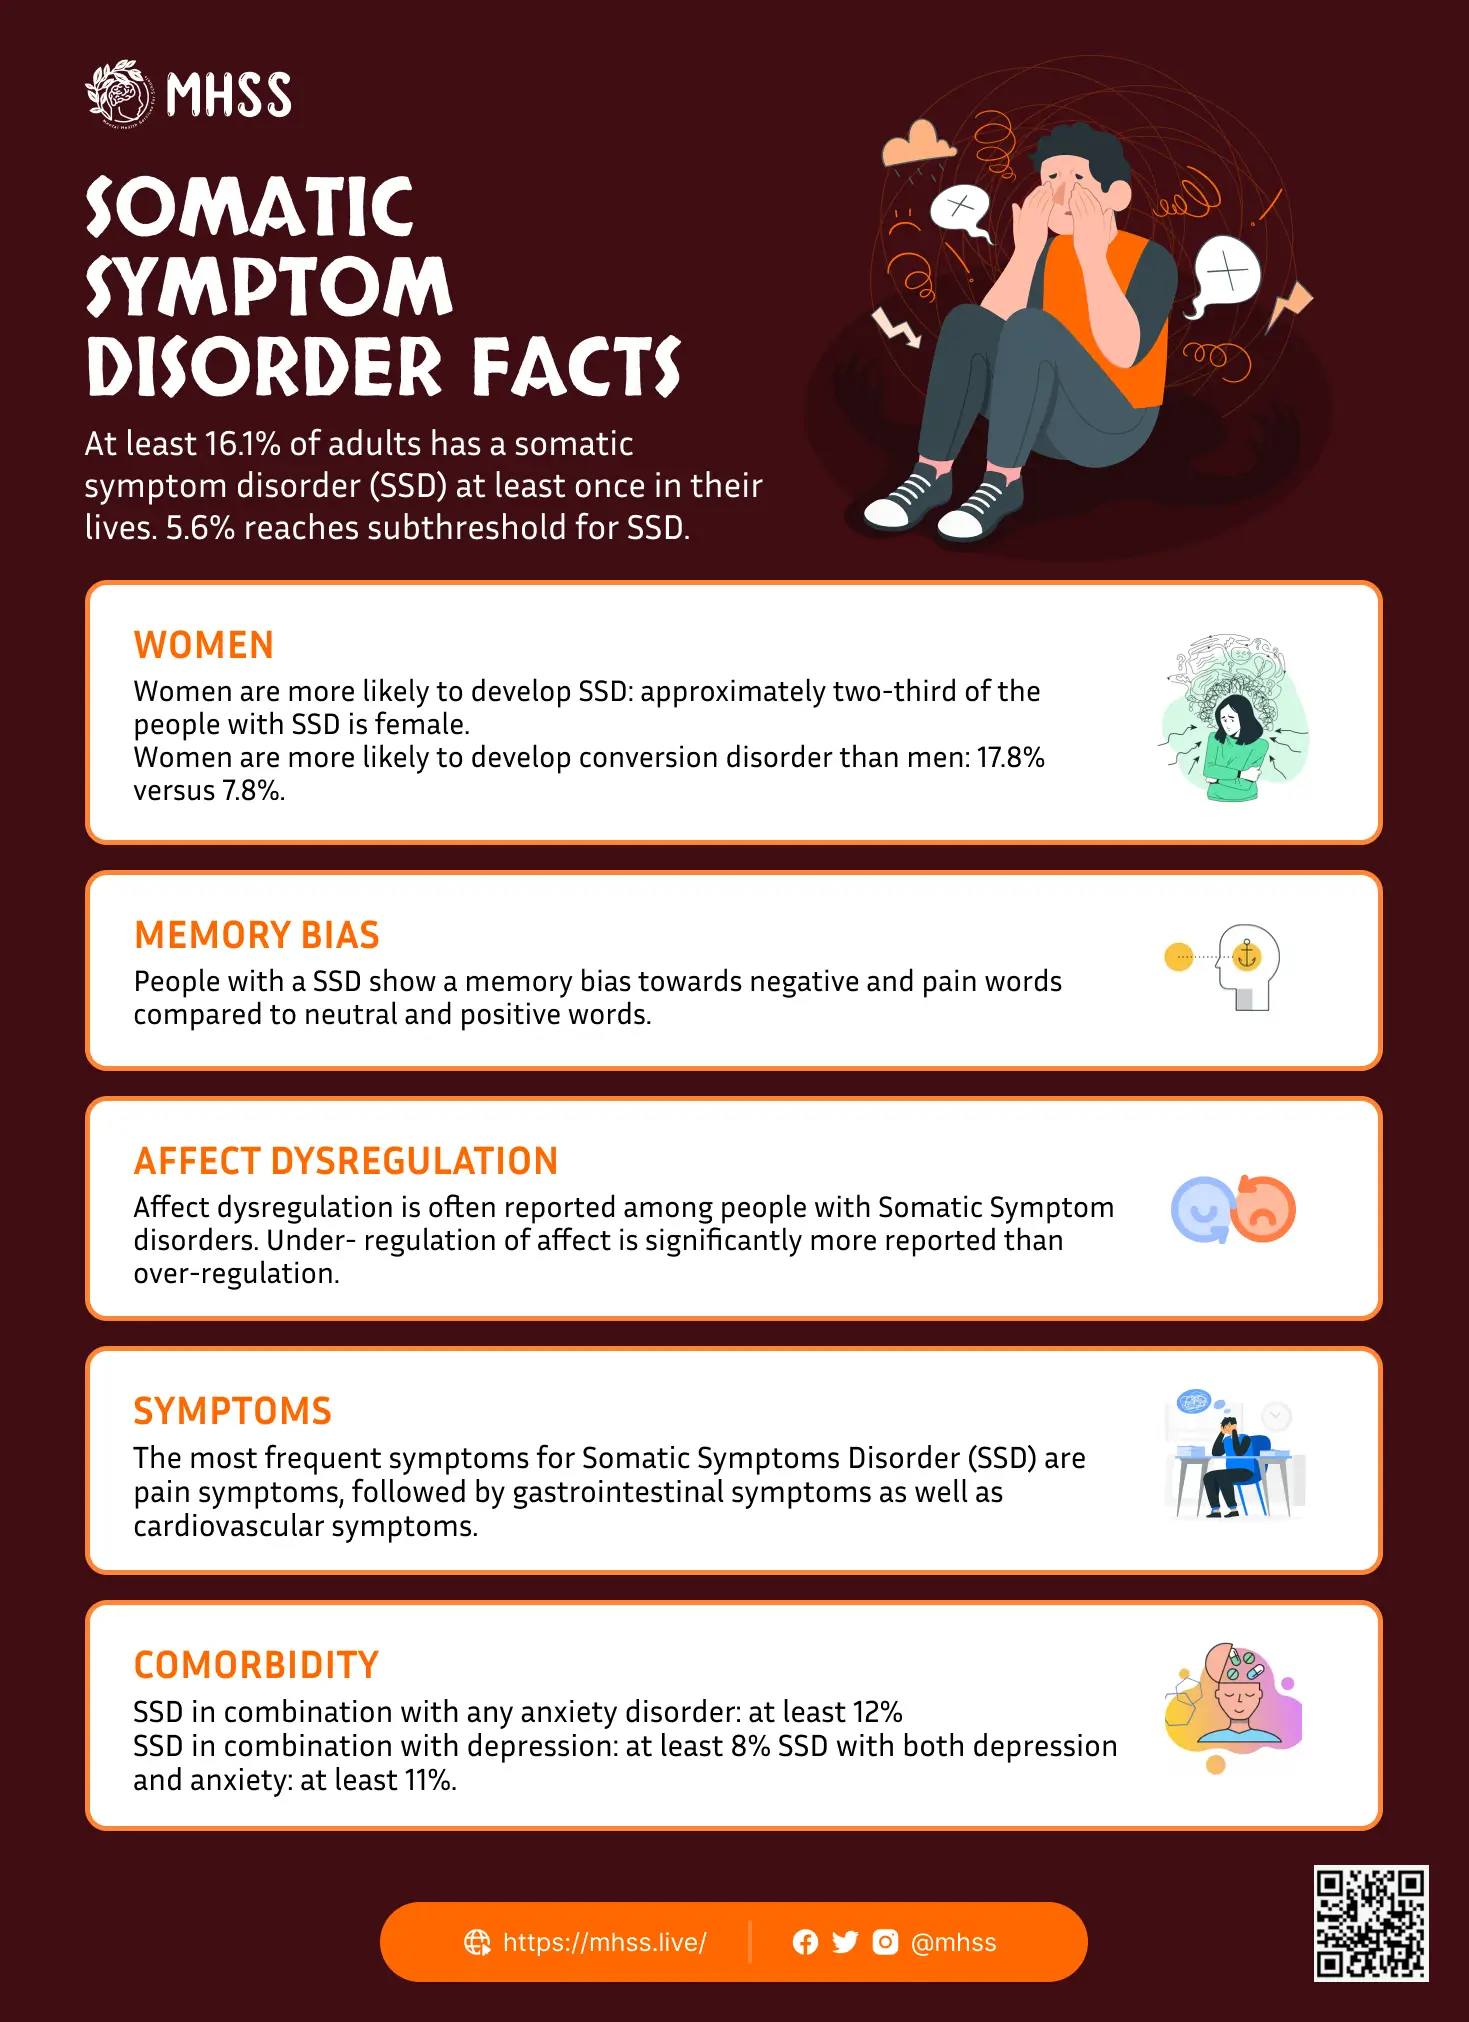 MHSS
SOMATIC
SYMPTOM
DISORDER FACTS
At least 16.1% of adults has a somatic
symptom disorder (SSD) at least once in their
lives. 5.6% reaches subthreshold for SSD.
WOMEN
Women are more likely to develop SSD: approximately two-third of the
people with SSD is female.
Women are more likely to develop conversion disorder than men: 17.8%
versus 7.8%.
MEMORY BIAS
People with a SSD show a memory bias towards negative and pain words
compared to neutral and positive words.
AFFECT DYSREGULATION
Affect dysregulation is often reported among people with Somatic Symptom
disorders. Under- regulation of affect is significantly more reported than
over-regulation.
SYMPTOMS
The most frequent symptoms for Somatic Symptoms Disorder (SSD) are
pain symptoms, followed by gastrointestinal symptoms as well as
cardiovascular symptoms.
COMORBIDITY
SSD in combination with any anxiety disorder: at least 12%
SSD in combination with depression: at least 8% SSD with both depression
and anxiety: at least 11%.
https://mhss.live/
@mhss